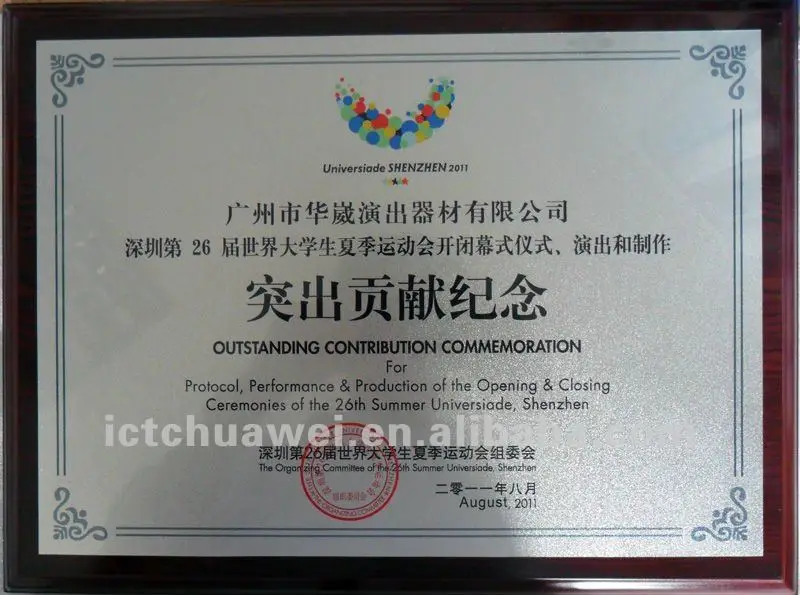 Universiade SHENZHEN 2011
广州市华崴演出器材有限公司
深圳第 26 届世界大学生夏季运动会开闭幕式仪式、演出和制作
突出贡献纪念
OUTSTANDING CONTRIBUTION COMMEMORATION
For
Protocol, Performance & Production of the Opening & Closing
Ceremonies of the 26th Summer Universiade, Shenzhen
ictchuawei.en.alibaba
深圳第26届世界大学生夏季运动会组委会
The Organizing Committee of the 26th Summer Universiade, Shenzhen
二零一一年八月
August, 2011